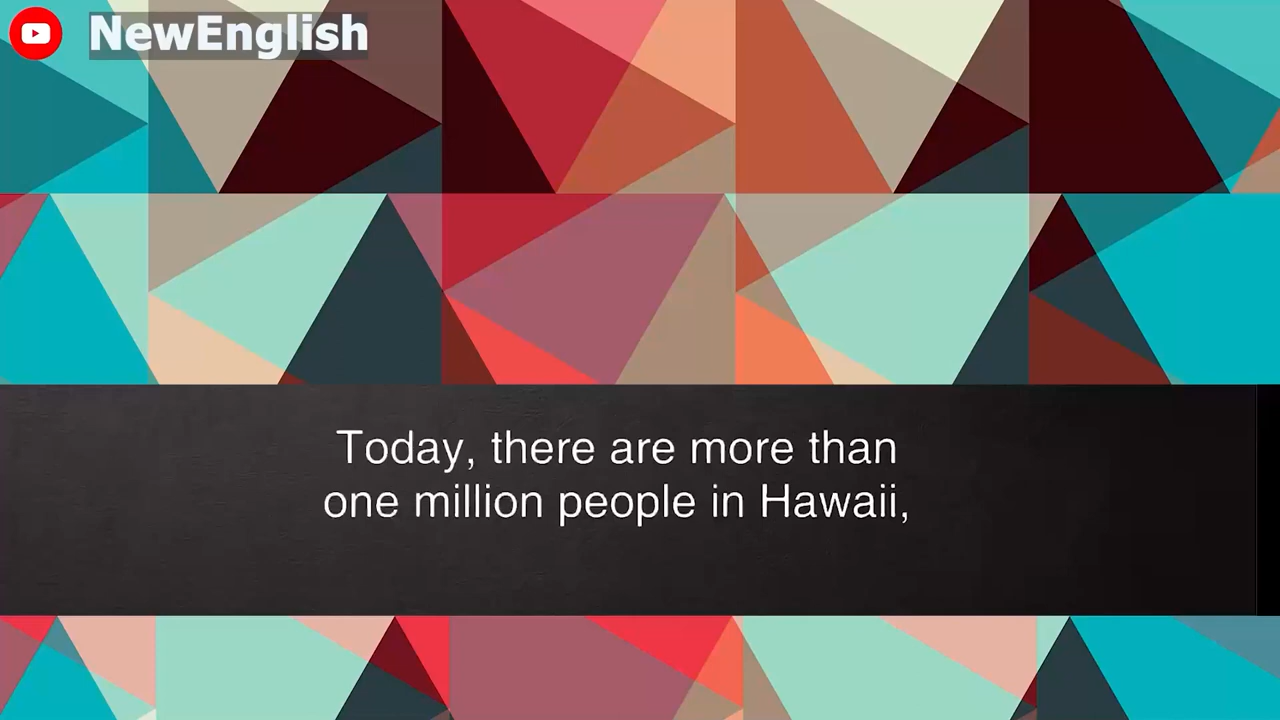 NewEnglish
Today, there are more than
one million people in Hawaii,